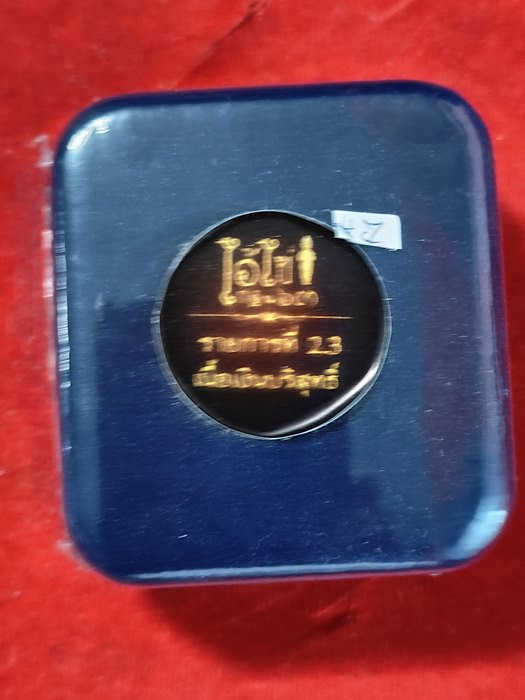 ไอ้ไข่
รายการที่ 23
เนื้อเงินบริสุทธิ์